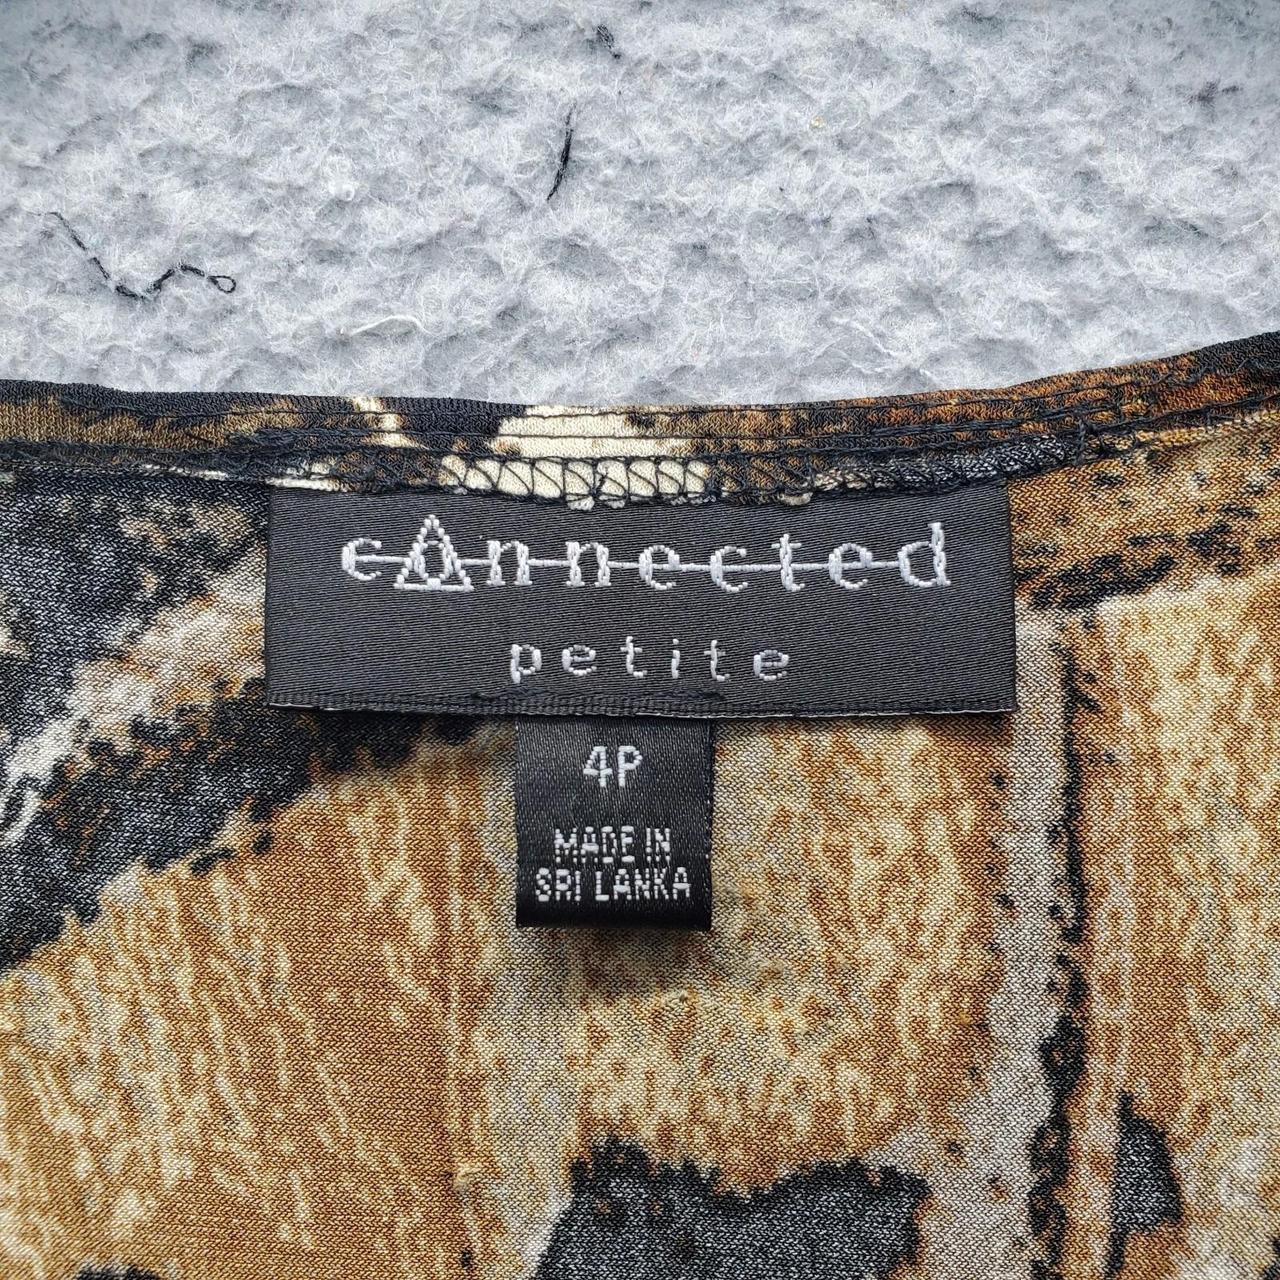 connected
petite
4P
MADE IN
SRI LANKA